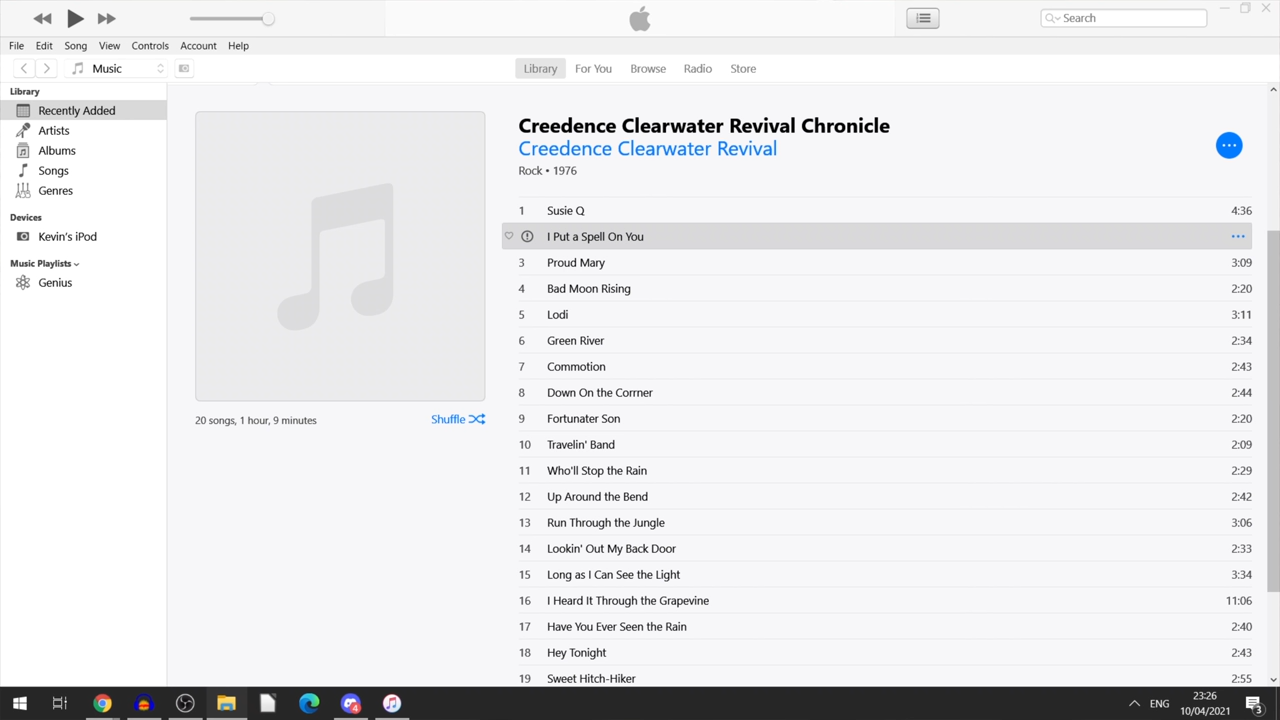 Search
File Edit Song View Controls Account Help
Music
Library For You Browse Radio Store
Library
Recently Added
Artists
Albums
Songs
Genres
Devices
Kevin's iPod
Music Playlists
Genius
Creedence Clearwater Revival Chronicle
Creedence Clearwater Revival
Rock • 1976
20 songs, 1 hour, 9 minutes
Shuffle
1 Susie Q 4:36
I Put a Spell On You
3 Proud Mary 3:09
4 Bad Moon Rising 2:20
5 Lodi 3:11
6 Green River 2:34
7 Commotion 2:43
8 Down On the Corrner 2:44
9 Fortunater Son 2:20
10 Travelin' Band 2:09
11 Who'll Stop the Rain 2:29
12 Up Around the Bend 2:42
13 Run Through the Jungle 3:06
14 Lookin' Out My Back Door 2:33
15 Long as I Can See the Light 3:34
16 I Heard It Through the Grapevine 11:06
17 Have You Ever Seen the Rain 2:40
18 Hey Tonight 2:43
19 Sweet Hitch-Hiker 2:55
4
ENG
23:26
10/04/2021
3